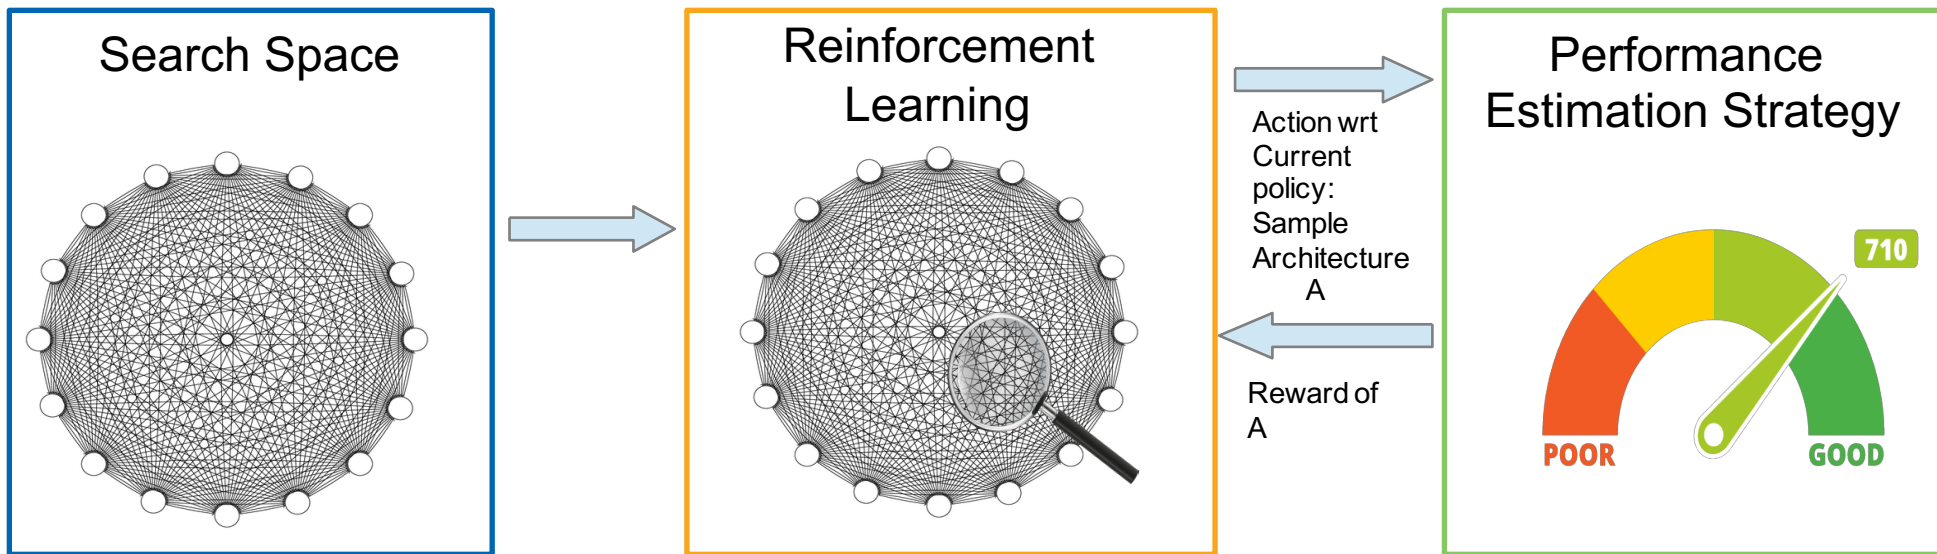 Search Space
Reinforcement
Learning
Action wrt
Current
policy:
Sample
Architecture
A
Reward of
A
Performance
Estimation Strategy
710
POOR
GOOD